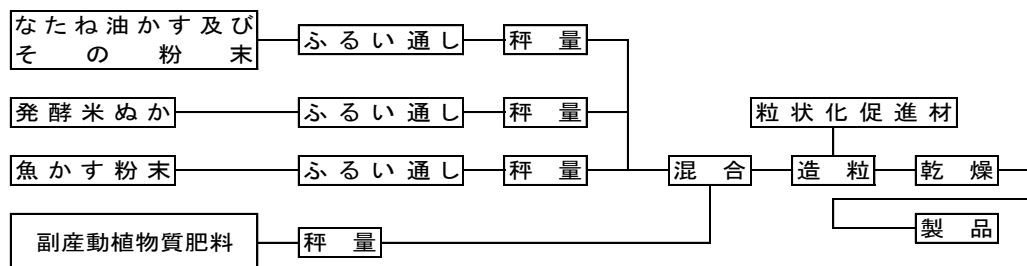 なたね油かす及び
その粉末
ふるい通し
秤量
発酵米ぬか
ふるい通し
秤量
粒状化促進材
魚かす粉末
ふるい通し
秤量
混合
造粒
乾燥
製品
副産動植物質肥料
秤量